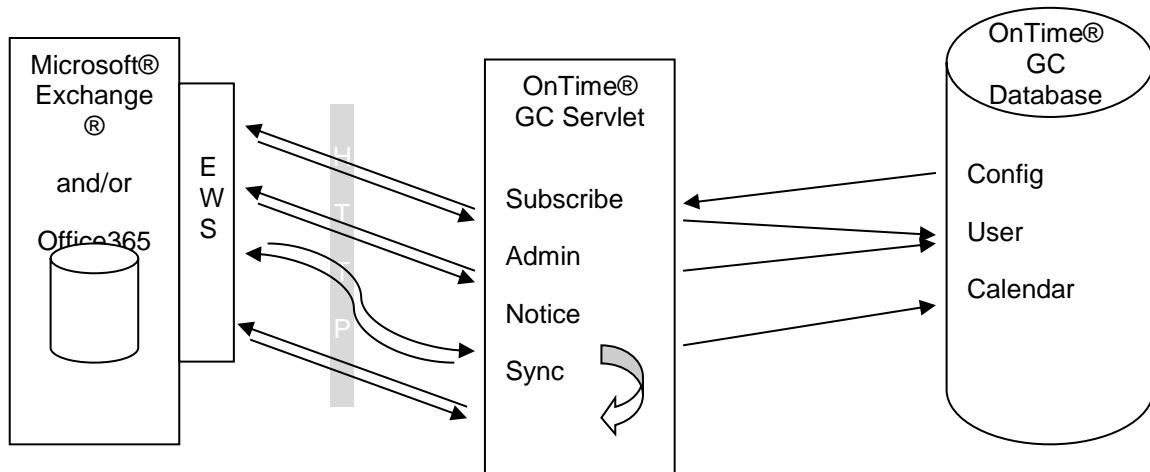 Microsoft®
Exchange
®
and/or
Office365
E
W
S
H
T
T
P
OnTime®
GC Servlet
Subscribe
Admin
Notice
Sync
OnTime®
GC
Database
Config
User
Calendar